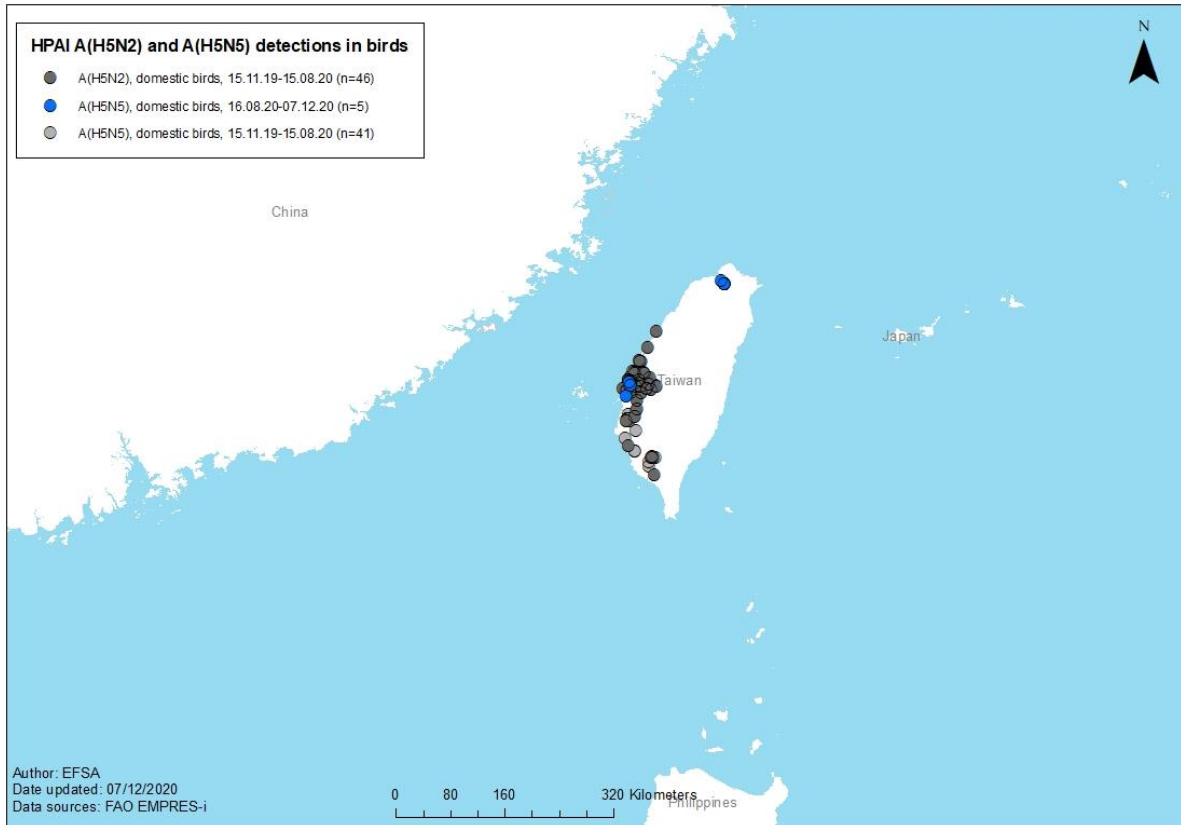 HPAI A(H5N2) and A(H5N5) detections in birds
A(H5N2), domestic birds, 15.11.19-15.08.20 (n=46)
A(H5N5), domestic birds, 16.08.20-07.12.20 (n=5)
A(H5N5), domestic birds, 15.11.19-15.08.20 (n=41)
N
China
Japan
Taiwan
Author: EFSA
Date updated: 07/12/2020
Data sources: FAO EMPRES-i
0 80 160 320 Kilometers
Philippines